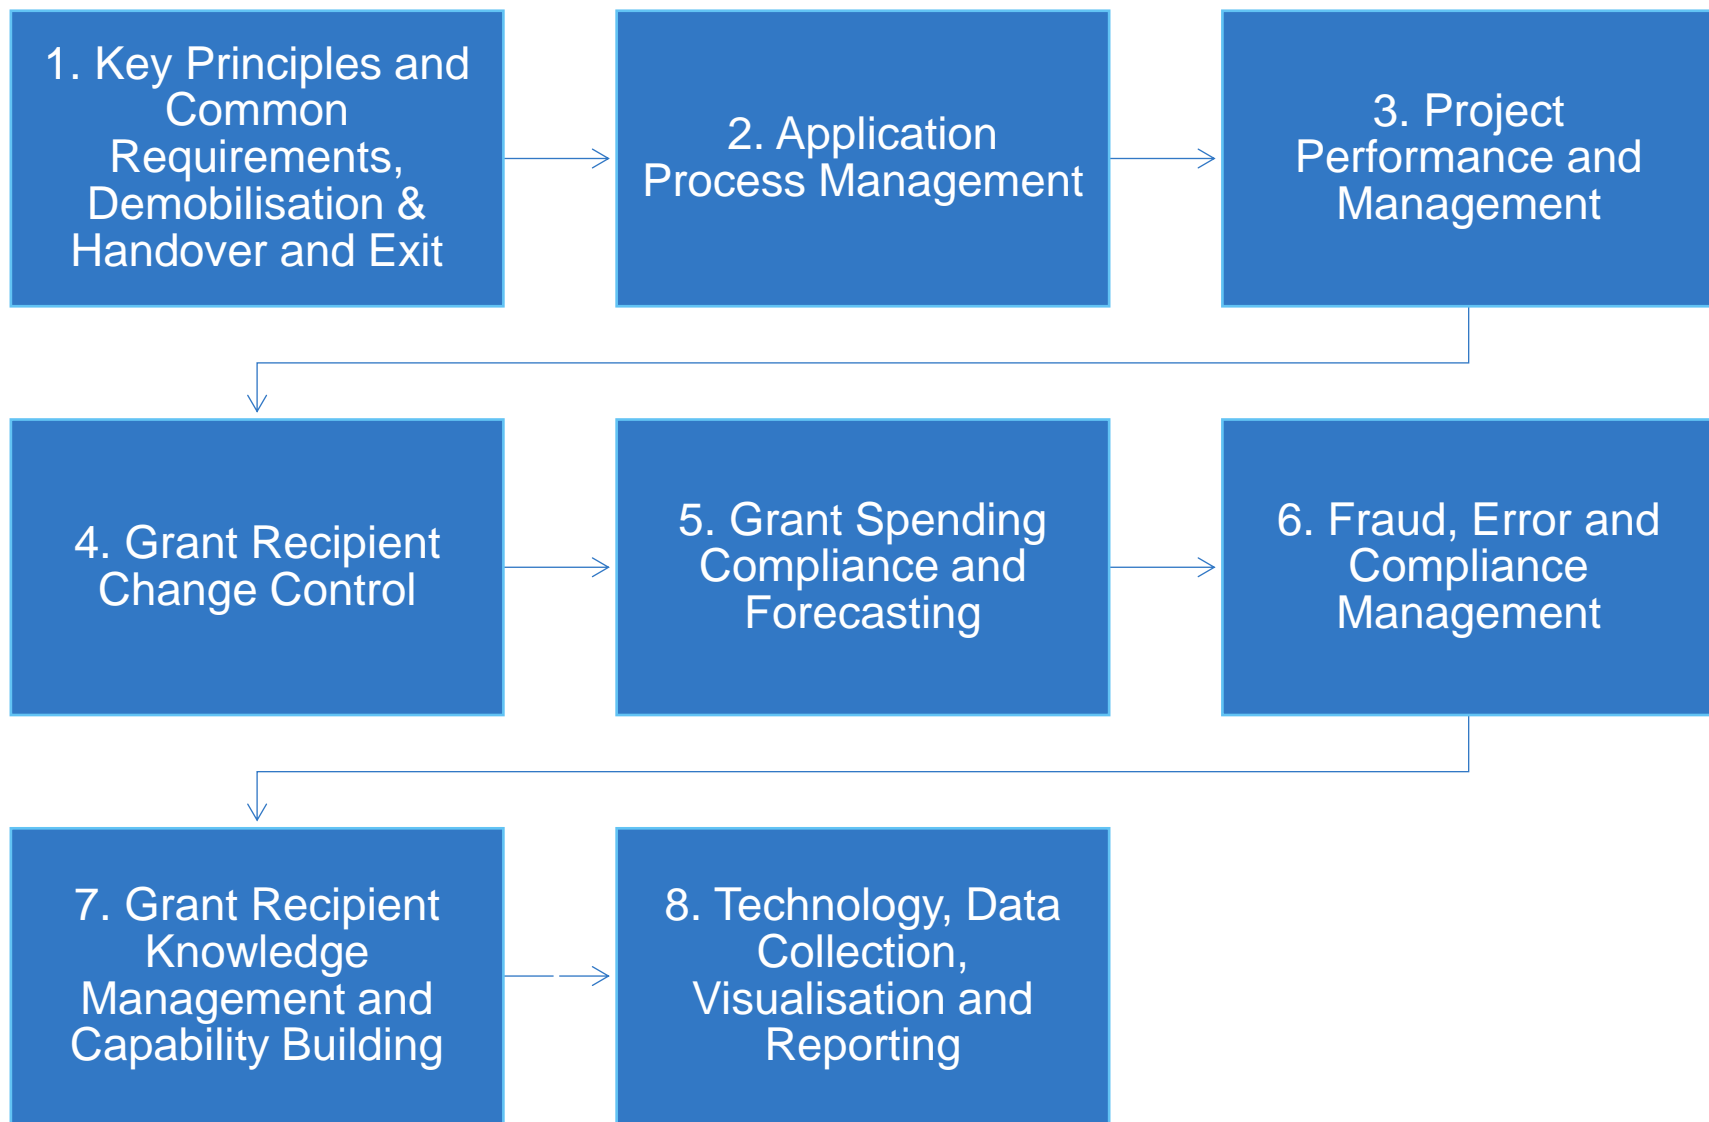 1. Key Principles and
Common
Requirements,
Demobilisation &
Handover and Exit
2. Application
Process Management
3. Project
Performance and
Management
4. Grant Recipient
Change Control
5. Grant Spending
Compliance and
Forecasting
6. Fraud, Error and
Compliance
Management
7. Grant Recipient
Knowledge
Management and
Capability Building
8. Technology, Data
Collection,
Visualisation and
Reporting